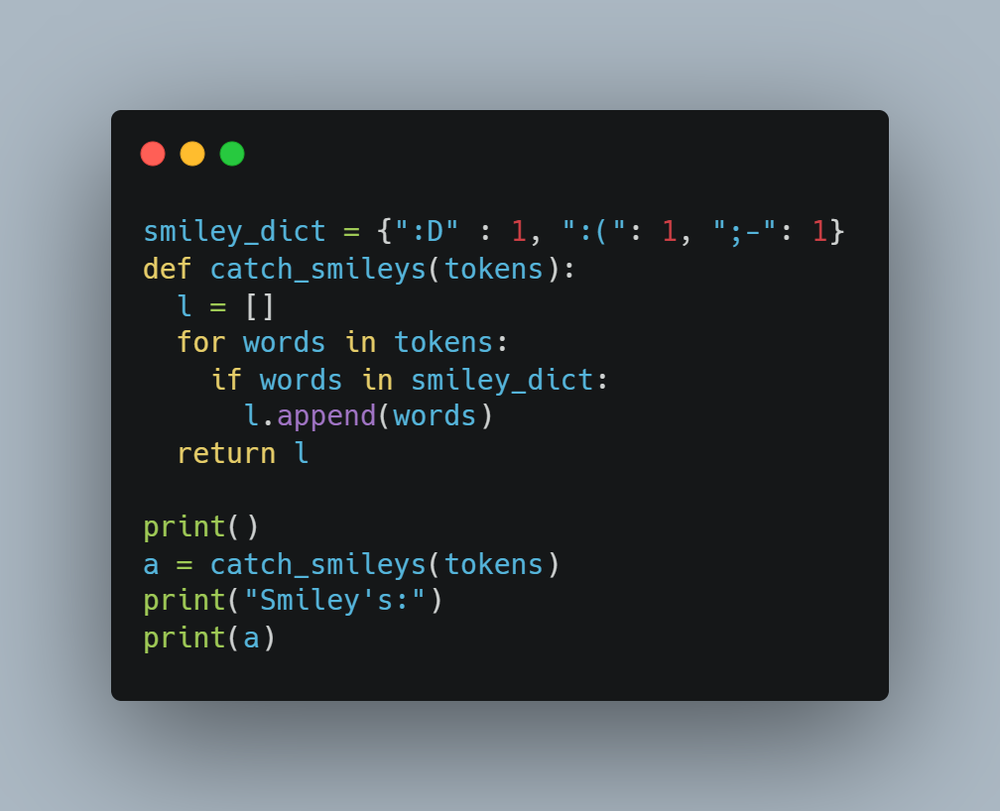 smiley_dict = {":D" : 1, ":(": 1, ";-": 1}
def catch_smileys(tokens):
  l = []
  for words in tokens:
    if words in smiley_dict:
      l.append(words)
  return l

print()
a = catch_smileys(tokens)
print("Smiley's:")
print(a)